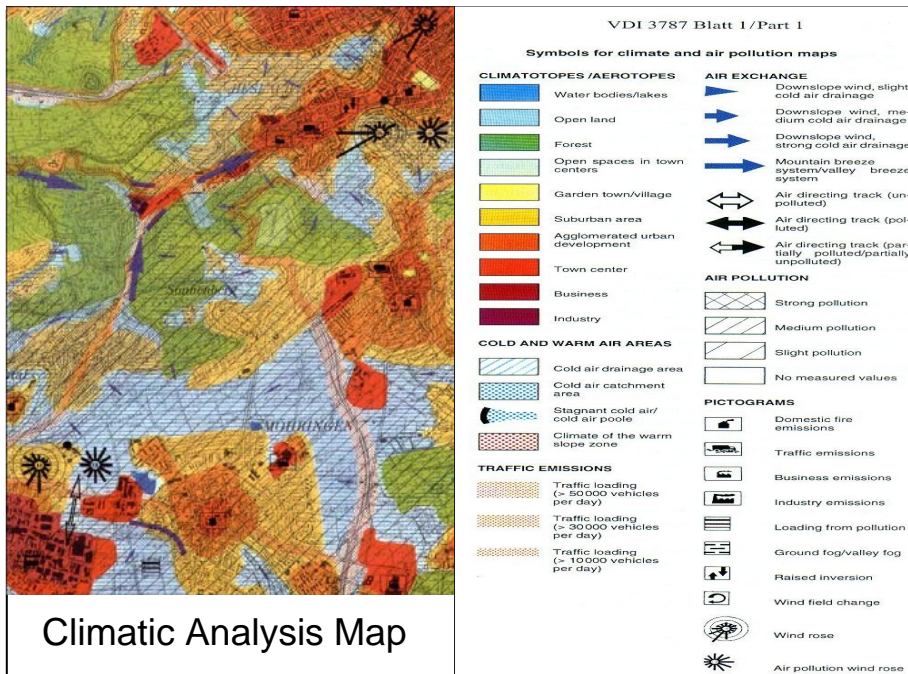 HESLACH
Sonnenberg
MÖHRINGEN
Climatic Analysis Map
VDI 3787 Blatt 1/Part 1
Symbols for climate and air pollution maps
CLIMATOTOPES /AEROTOPES
Water bodies/lakes
Open land
Forest
Open spaces in town
centers
Garden town/village
Suburban area
Agglomerated urban
development
Town center
Business
Industry
COLD AND WARM AIR AREAS
Cold air drainage area
Cold air catchment
area
Stagnant cold air/
cold air poole
Climate of the warm
slope zone
TRAFFIC EMISSIONS
Traffic loading
(> 50000 vehicles
per day)
Traffic loading
(> 30000 vehicles
per day)
Traffic loading
(> 10000 vehicles
per day)
AIR EXCHANGE
Downslope wind, slight
cold air drainage
Downslope wind, me-
dium cold air drainage
Downslope wind,
strong cold air drainage
Mountain breeze
system/valley breeze
system
Air directing track (un-
polluted)
Air directing track (pol-
luted)
Air directing track (par-
tially polluted/partially
unpolluted)
AIR POLLUTION
Strong pollution
Medium pollution
Slight pollution
No measured values
PICTOGRAMS
Domestic fire
emissions
Traffic emissions
Business emissions
Industry emissions
Loading from pollution
Ground fog/valley fog
Raised inversion
Wind field change
Wind rose
Air pollution wind rose